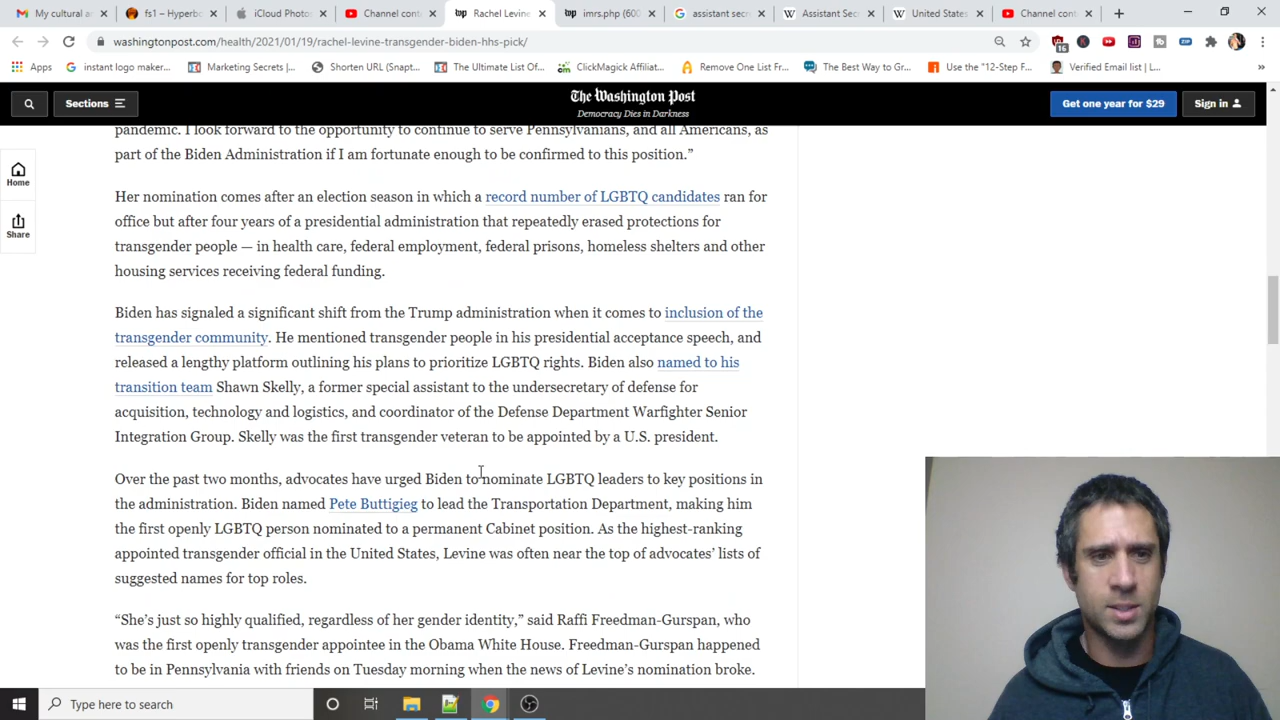 My cultural a
fs1 – Hyperb
iCloud Photos
Channel cont
Rachel Levine
imrs.php (600
assistant secr
Assistant Sec
United States
Channel cont
washingtonpost.com/health/2021/01/19/rachel-levine-transgender-biden-hhs-pick/
16
Apps
instant logo maker...
Marketing Secrets |...
Shorten URL (Snapt...
The Ultimate List Of...
ClickMagick Affiliat...
Remove One List Fr...
The Best Way to Gr...
Use the "12-Step F...
Verified Email list | L...
»
Sections
The Washington Post
Democracy Dies in Darkness
Get one year for $29
Sign in
Home
Share
pandemic. I look forward to the opportunity to continue to serve Pennsylvanians, and all Americans, as
part of the Biden Administration if I am fortunate enough to be confirmed to this position.”
Her nomination comes after an election season in which a record number of LGBTQ candidates ran for
office but after four years of a presidential administration that repeatedly erased protections for
transgender people — in health care, federal employment, federal prisons, homeless shelters and other
housing services receiving federal funding.
Biden has signaled a significant shift from the Trump administration when it comes to inclusion of the
transgender community. He mentioned transgender people in his presidential acceptance speech, and
released a lengthy platform outlining his plans to prioritize LGBTQ rights. Biden also named to his
transition team Shawn Skelly, a former special assistant to the undersecretary of defense for
acquisition, technology and logistics, and coordinator of the Defense Department Warfighter Senior
Integration Group. Skelly was the first transgender veteran to be appointed by a U.S. president.
Over the past two months, advocates have urged Biden to nominate LGBTQ leaders to key positions in
the administration. Biden named Pete Buttigieg to lead the Transportation Department, making him
the first openly LGBTQ person nominated to a permanent Cabinet position. As the highest-ranking
appointed transgender official in the United States, Levine was often near the top of advocates’ lists of
suggested names for top roles.
“She’s just so highly qualified, regardless of her gender identity,” said Raffi Freedman-Gurspan, who
was the first openly transgender appointee in the Obama White House. Freedman-Gurspan happened
to be in Pennsylvania with friends on Tuesday morning when the news of Levine’s nomination broke.
Type here to search